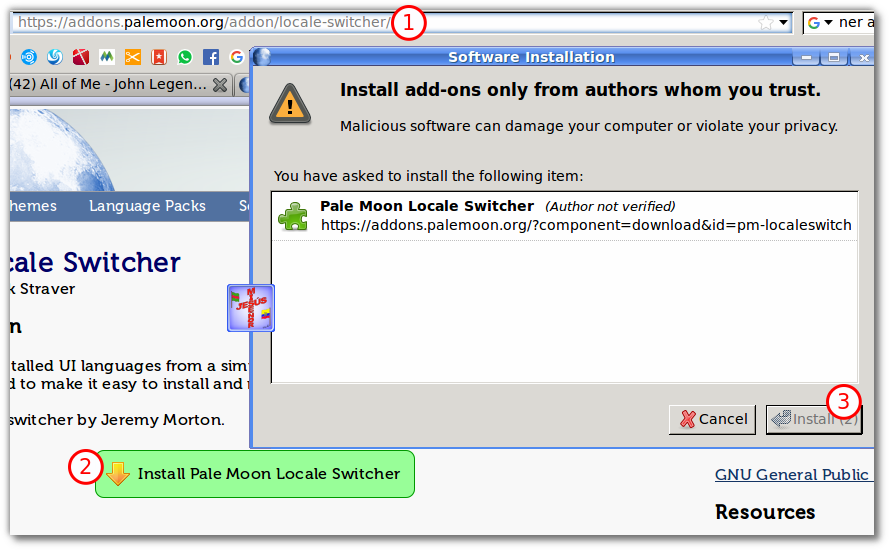 https://addons.palemoon.org/addon/locale-switcher/
1
ner a
(42) All of Me - John Legen...
Software Installation
Install add-ons only from authors whom you trust.
Malicious software can damage your computer or violate your privacy.
You have asked to install the following item:
Pale Moon Locale Switcher (Author not verified)
https://addons.palemoon.org/?component=download&id=pm-localeswitch
Cancel
Install (2)
3
hemes
Language Packs
S
cale Switcher
k Straver
JESÚS
n
talled UI languages from a sim
d to make it easy to install and
switcher by Jeremy Morton.
2
Install Pale Moon Locale Switcher
GNU General Public
Resources